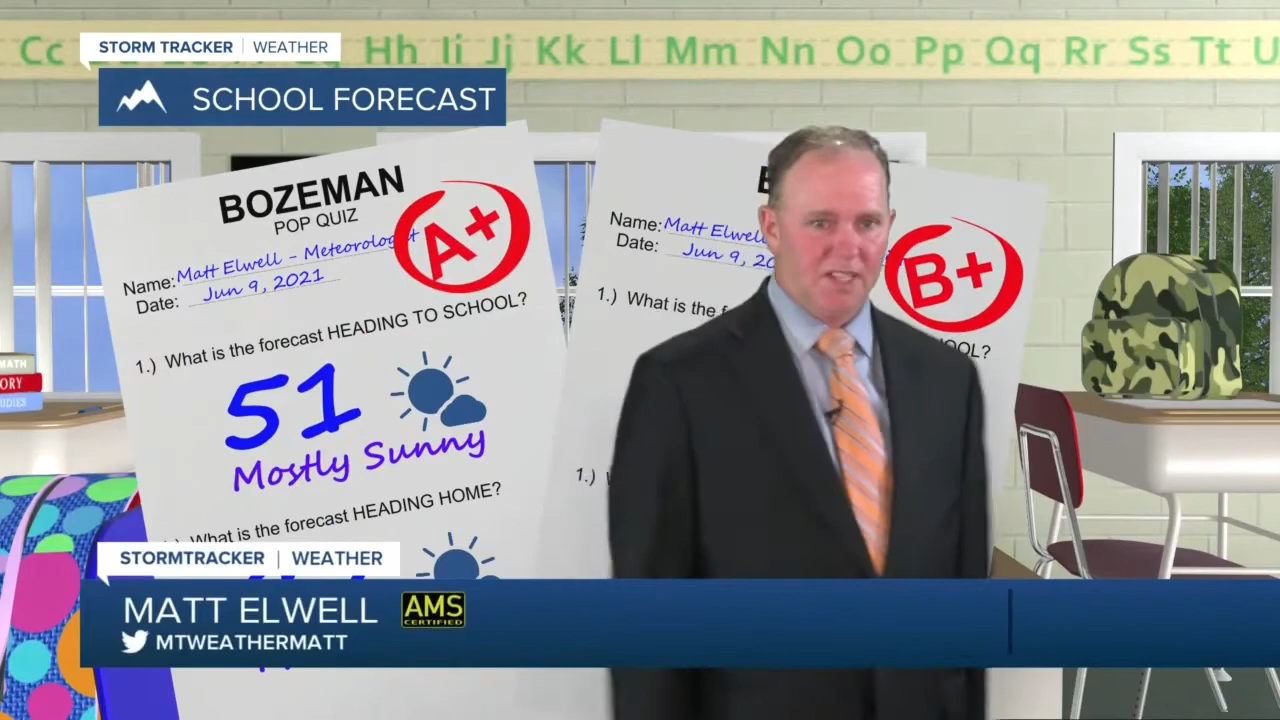 Cc
Hh Ii Jj Kk Ll Mm Nn Oo Pp Qq Rr Ss Tt U
STORM TRACKER | WEATHER
SCHOOL FORECAST
BOZEMAN
POP QUIZ
A+
Name: Matt Elwell - Meteorologist
Date: Jun 9, 2021
1.) What is the forecast HEADING TO SCHOOL?
51
Mostly Sunny
What is the forecast HEADING HOME?
B+
Name: Matt Elwell
Date: Jun 9, 20
1.) What is the f
OOL?
1.)
MATH
ORY
UDIES
STORMTRACKER | WEATHER
MATT ELWELL AMS CERTIFIED
MTWEATHERMATT